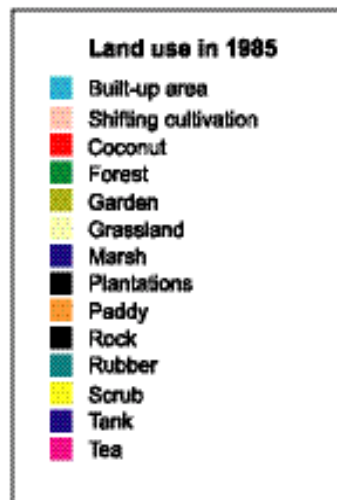 Land use in 1985
Built-up area
Shifting cultivation
Coconut
Forest
Garden
Grassland
Marsh
Plantations
Paddy
Rock
Rubber
Scrub
Tank
Tea